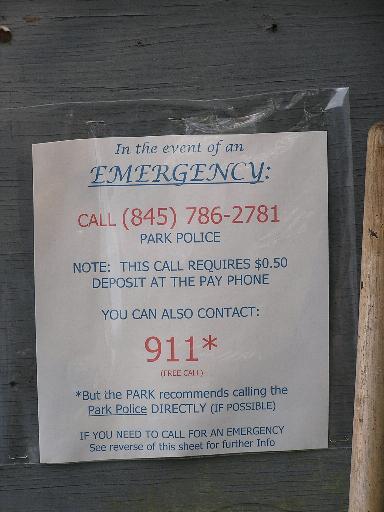 In the event of an
EMERGENCY:
CALL (845) 786-2781
PARK POLICE
NOTE: THIS CALL REQUIRES $0.50
DEPOSIT AT THE PAY PHONE
YOU CAN ALSO CONTACT:
911*
(FREE CALL)
*But the PARK recommends calling the
Park Police DIRECTLY (IF POSSIBLE)
IF YOU NEED TO CALL FOR AN EMERGENCY
See reverse of this sheet for further Info